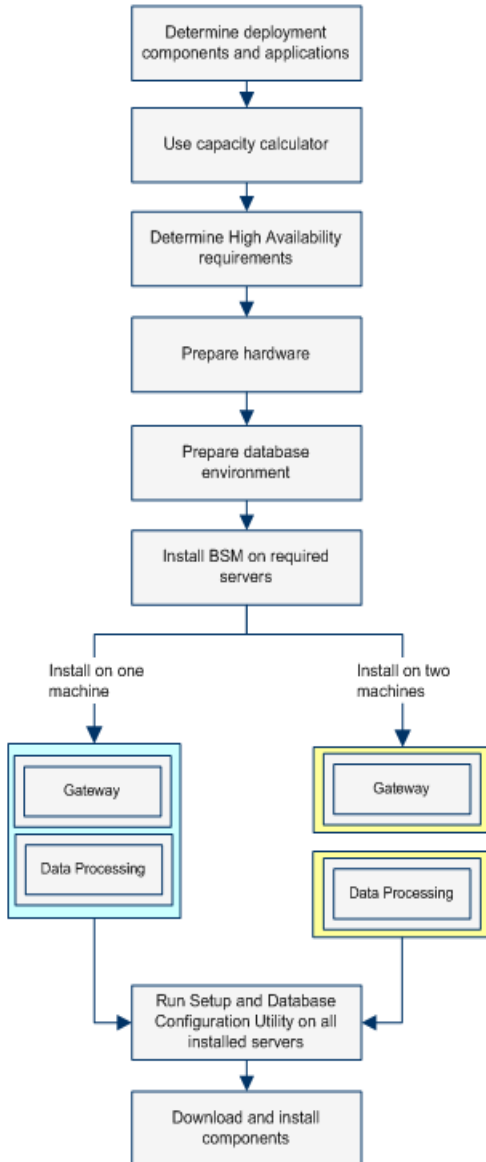 Determine deployment
components and applications
Use capacity calculator
Determine High Availability
requirements
Prepare hardware
Prepare database
environment
Install BSM on required
servers
Install on one
machine
Install on two
machines
Gateway
Data Processing
Gateway
Data Processing
Run Setup and Database
Configuration Utility on all
installed servers
Download and install
components